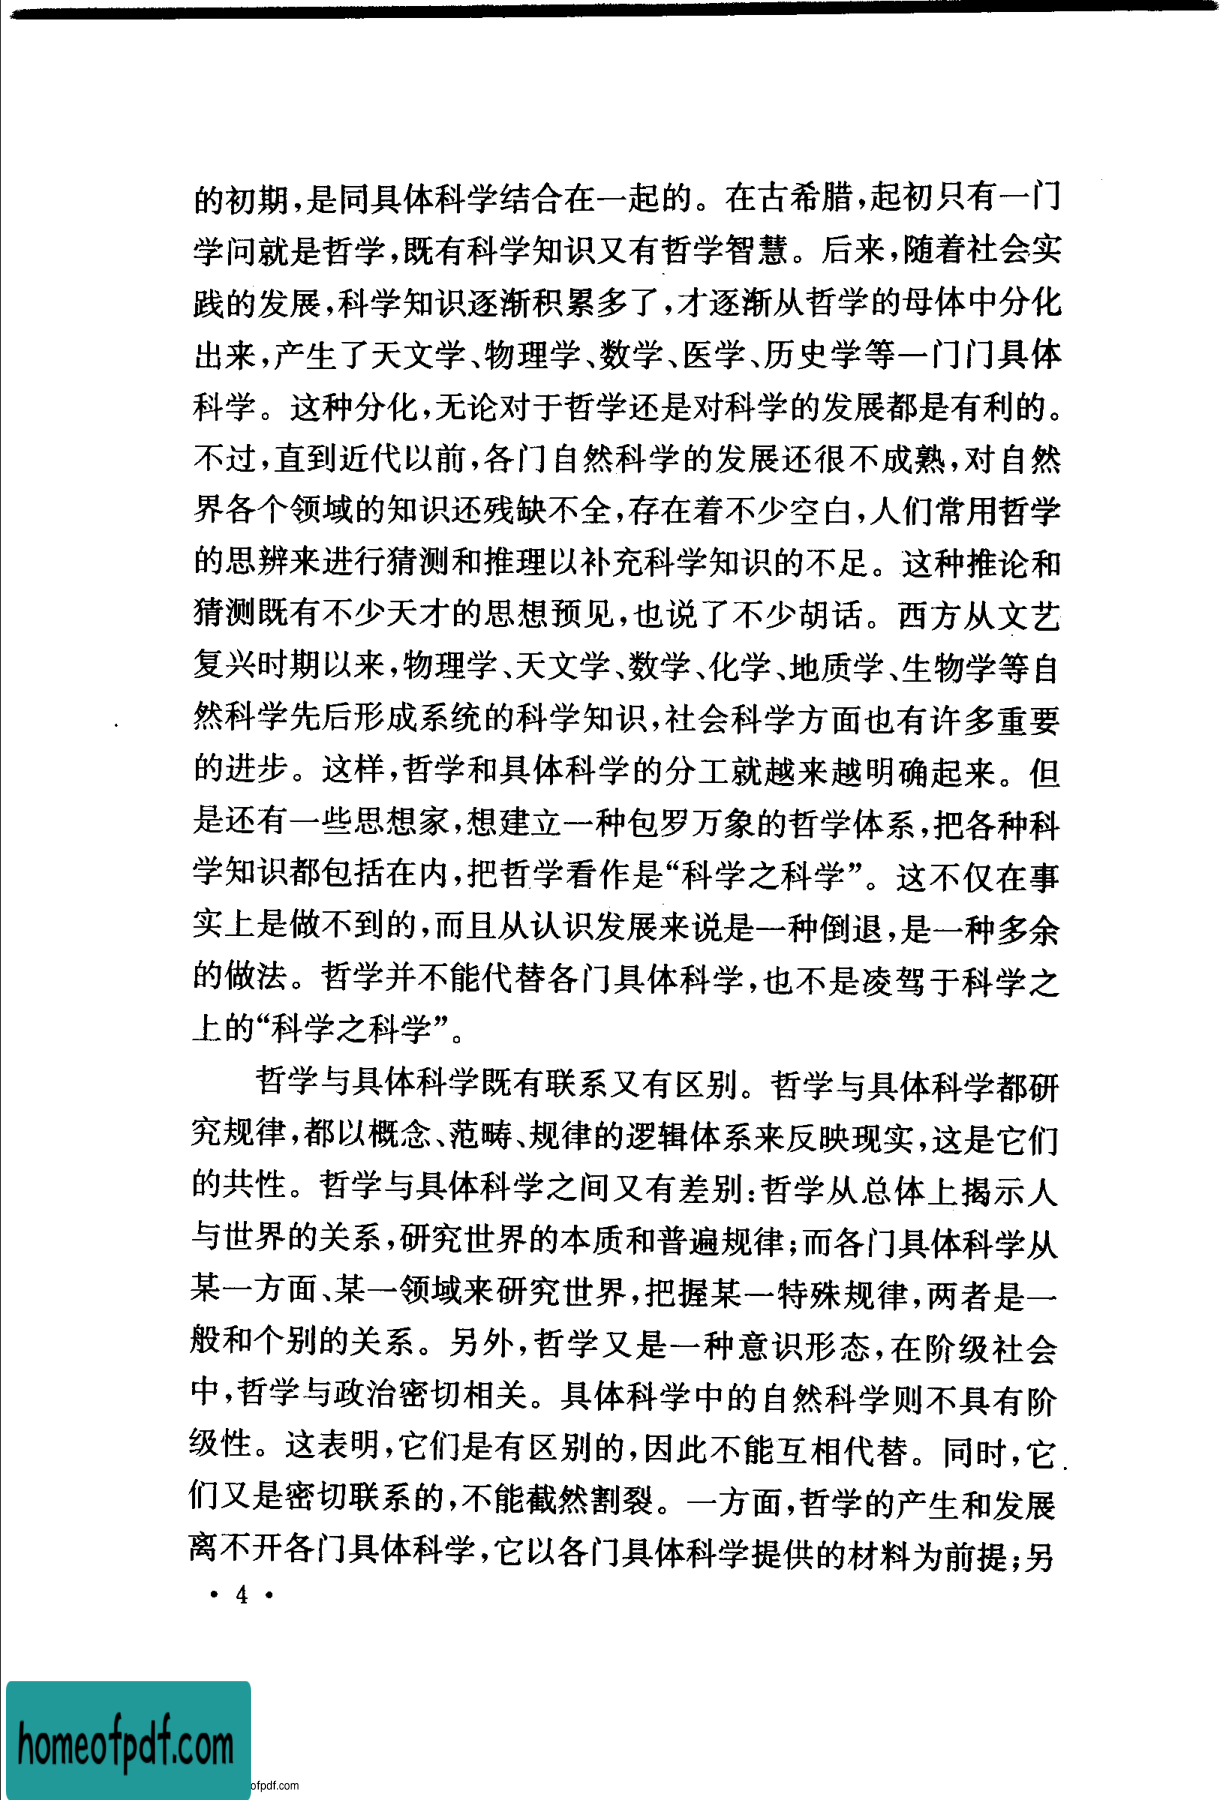 的初期，是同具体科学结合在一起的。在古希腊，起初只有一门
学问就是哲学，既有科学知识又有哲学智慧。后来，随着社会实
践的发展，科学知识逐渐积累多了，才逐渐从哲学的母体中分化
出来，产生了天文学、物理学、数学、医学、历史学等一门门具体
科学。这种分化，无论对于哲学还是对科学的发展都是有利的。
不过，直到近代以前，各门自然科学的发展还很不成熟，对自然
界各个领域的知识还残缺不全，存在着不少空白，人们常用哲学
的思辨来进行猜测和推理以补充科学知识的不足。这种推论和
猜测既有不少天才的思想预见，也说了不少胡话。西方从文艺
复兴时期以来，物理学、天文学、数学、化学、地质学、生物学等自
然科学先后形成系统的科学知识，社会科学方面也有许多重要
的进步。这样，哲学和具体科学的分工就越来越明确起来。但
是还有一些思想家，想建立一种包罗万象的哲学体系，把各种科
学知识都包括在内，把哲学看作是“科学之科学”。这不仅在事
实上是做不到的，而且从认识发展来说是一种倒退，是一种多余
的做法。哲学并不能代替各门具体科学，也不是凌驾于科学之
上的“科学之科学”。
哲学与具体科学既有联系又有区别。哲学与具体科学都研
究规律，都以概念、范畴、规律的逻辑体系来反映现实，这是它们
的共性。哲学与具体科学之间又有差别：哲学从总体上揭示人
与世界的关系，研究世界的本质和普遍规律；而各门具体科学从
某一方面、某一领域来研究世界，把握某一特殊规律，两者是一
般和个别的关系。另外，哲学又是一种意识形态，在阶级社会
中，哲学与政治密切相关。具体科学中的自然科学则不具有阶
级性。这表明，它们是有区别的，因此不能互相代替。同时，它
们又是密切联系的，不能截然割裂。一方面，哲学的产生和发展
离不开各门具体科学，它以各门具体科学提供的材料为前提；另
· 4 ·
homeofpdf.com
ofpdf.com